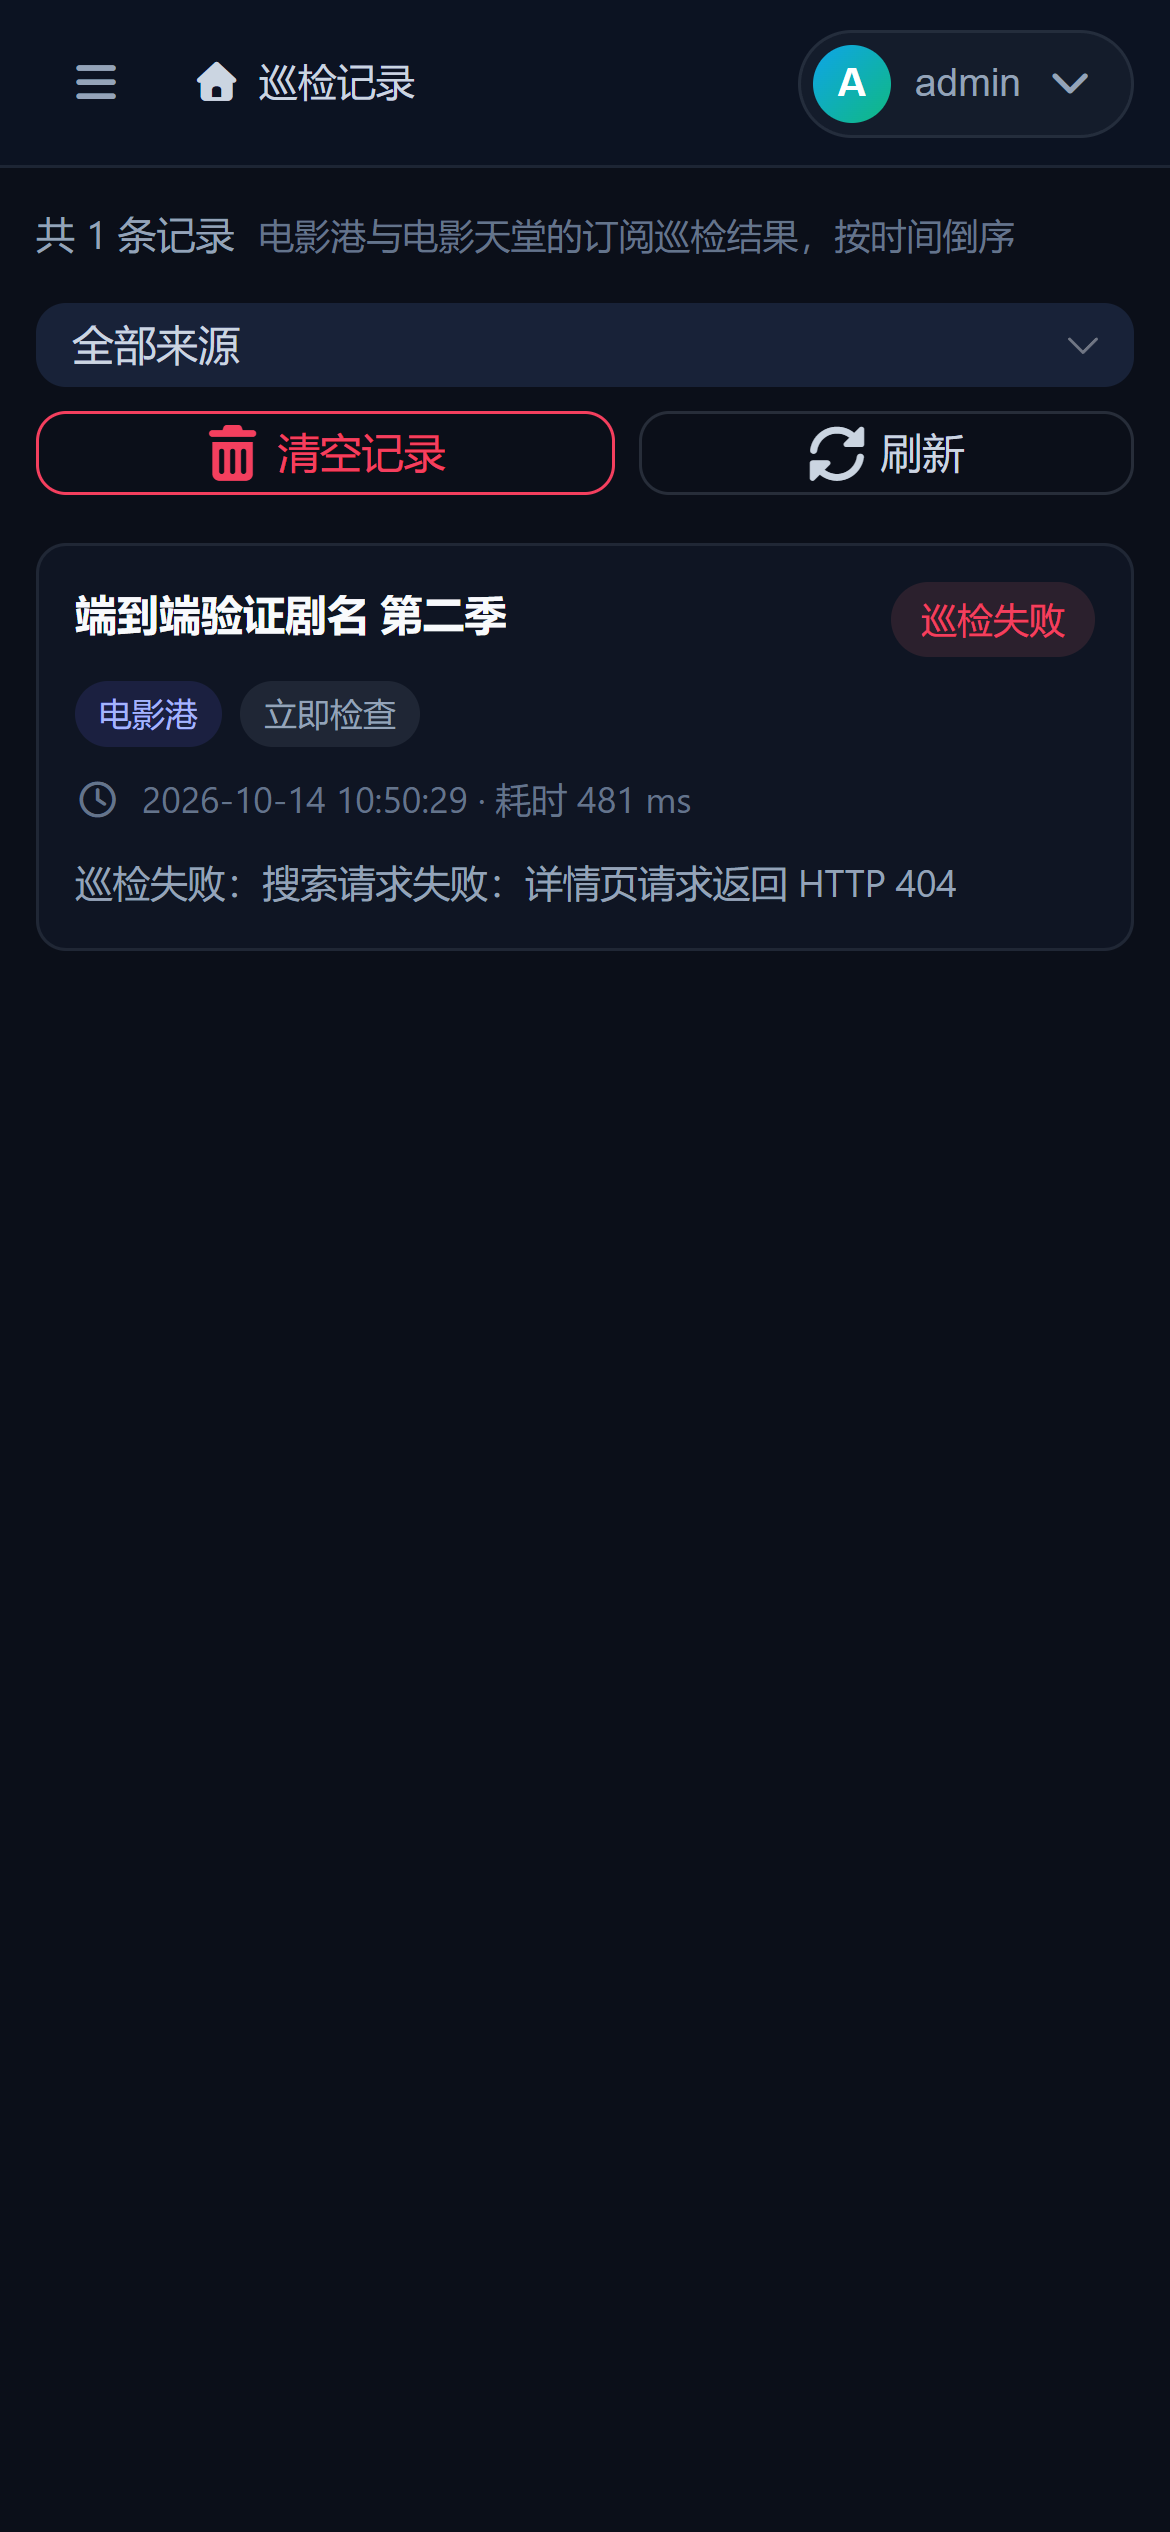 巡检记录
A admin
共 1 条记录 电影港与电影天堂的订阅巡检结果，按时间倒序
全部来源
清空记录 刷新
端到端验证剧名 第二季 巡检失败
电影港 立即检查
2026-10-14 10:50:29 · 耗时 481 ms
巡检失败：搜索请求失败：详情页请求返回 HTTP 404